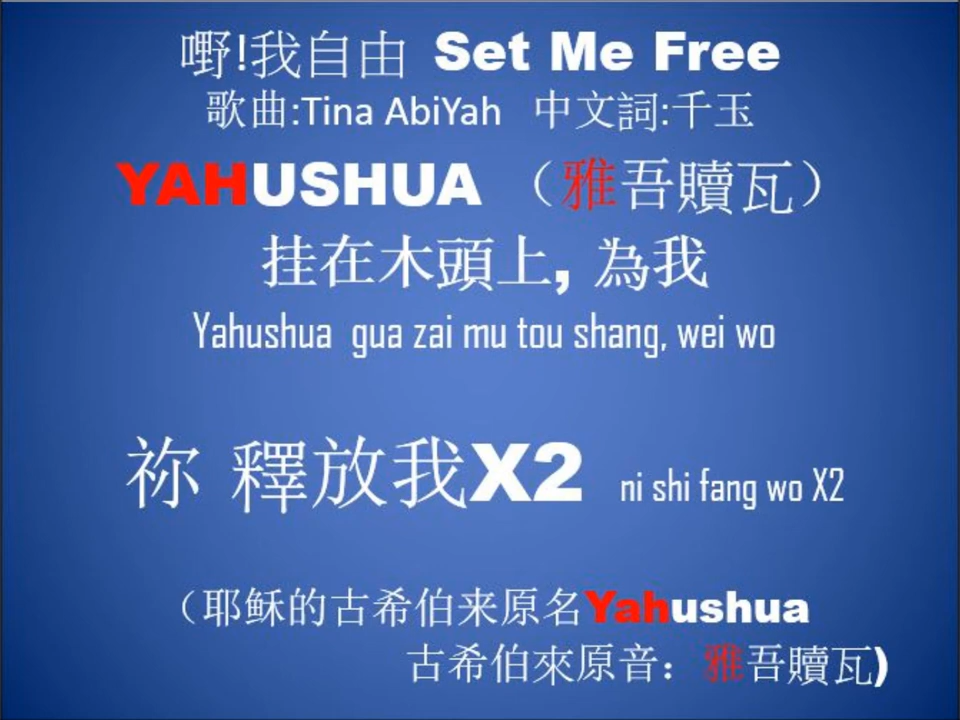 嘢!我自由 Set Me Free
歌曲:Tina AbiYah 中文詞:千玉
YAHUSHUA （雅吾贖瓦）
挂在木頭上, 為我
Yahushua gua zai mu tou shang, wei wo
祢 釋放我X2 ni shi fang wo X2
（耶稣的古希伯来原名Yahushua
古希伯來原音：雅吾贖瓦)